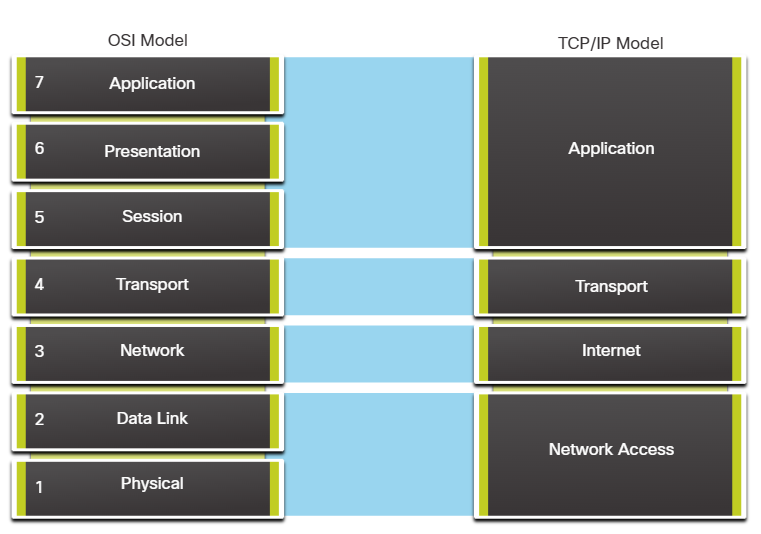 OSI Model
TCP/IP Model
7 Application
6 Presentation
5 Session
Application
4 Transport
Transport
3 Network
Internet
2 Data Link
1 Physical
Network Access